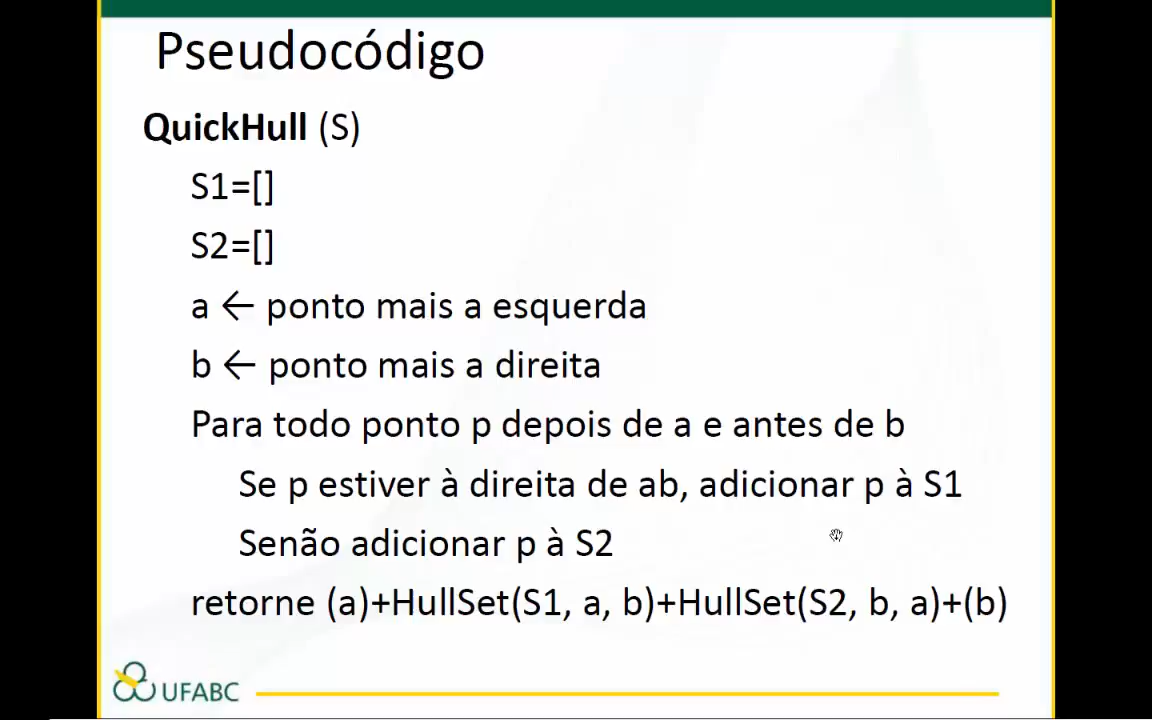 Pseudocódigo
QuickHull (S)
S1=[]
S2=[]
a ← ponto mais a esquerda
b ← ponto mais a direita
Para todo ponto p depois de a e antes de b
Se p estiver à direita de ab, adicionar p à S1
Senão adicionar p à S2
retorne (a)+HullSet(S1, a, b)+HullSet(S2, b, a)+(b)
UFABC